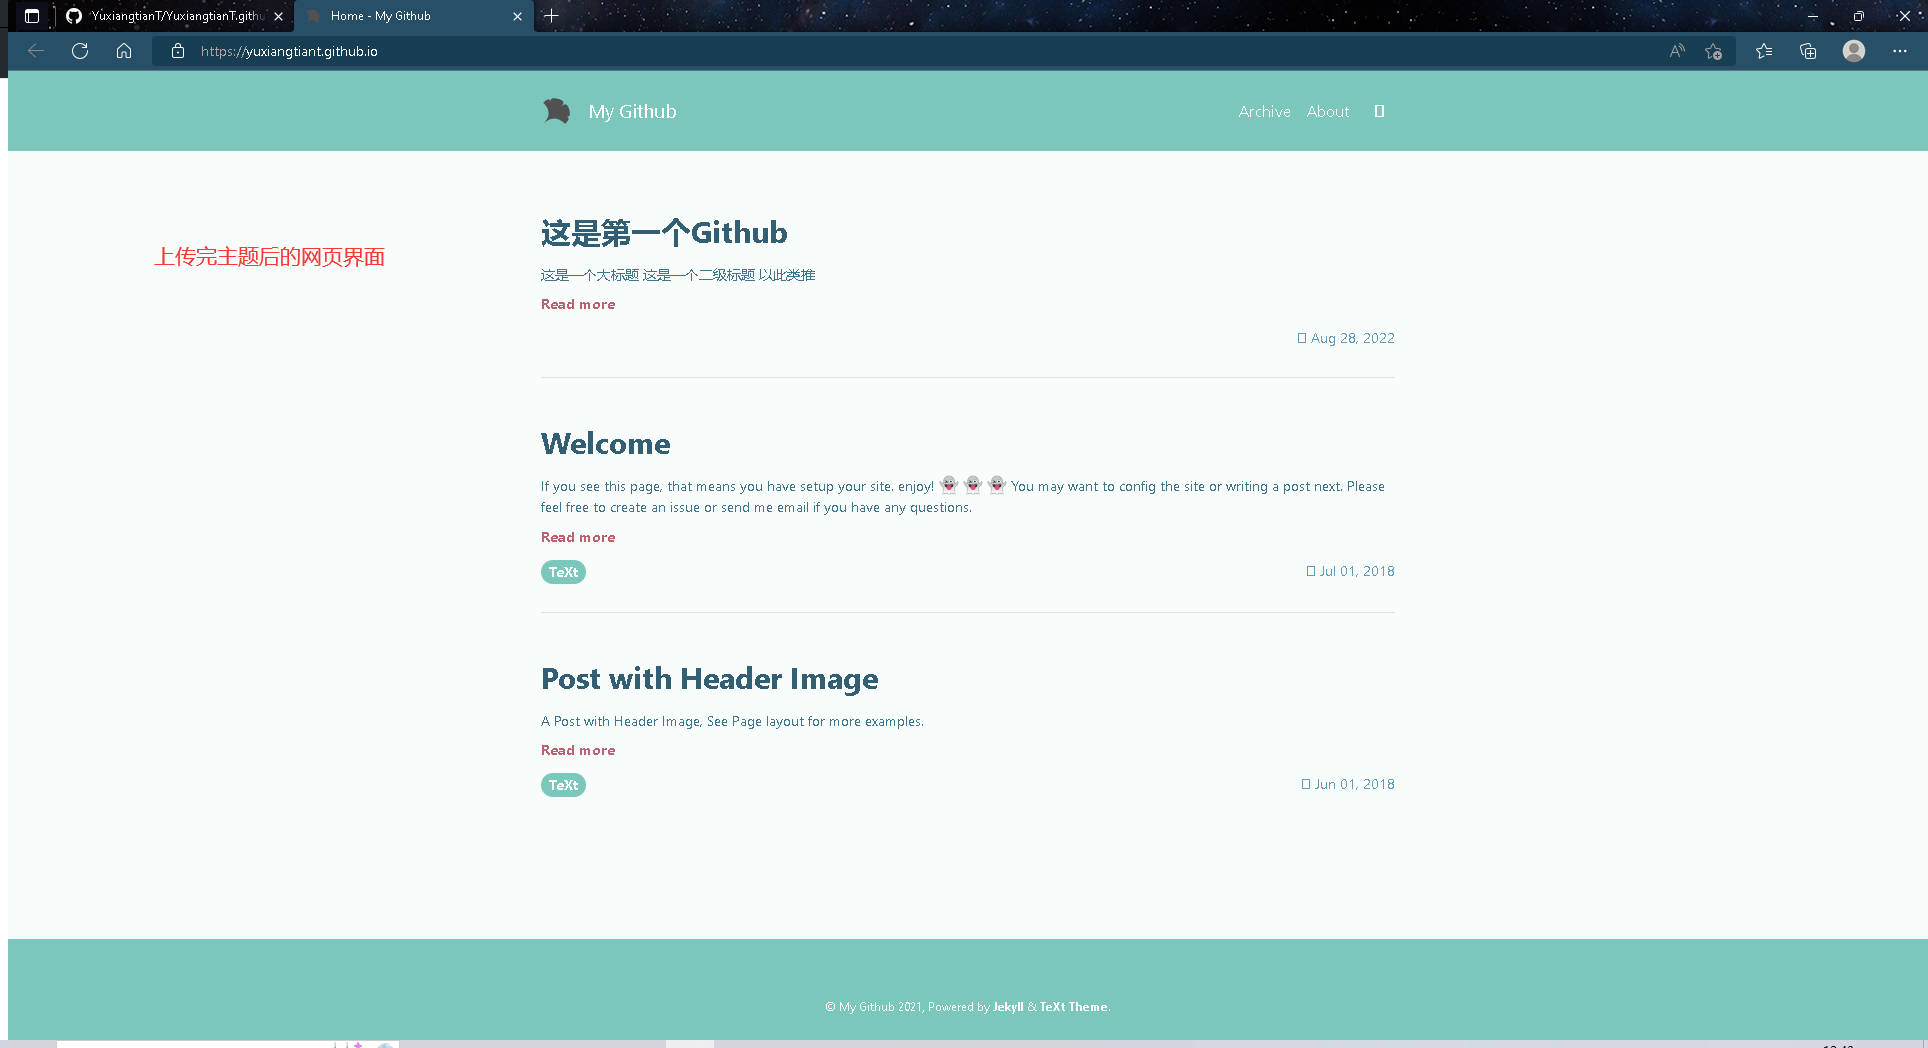 YuxiangtianT/YuxiangtianT.githu
Home - My Github
https://yuxiangtiant.github.io
My Github
Archive About
上传完主题后的网页界面
这是第一个Github
这是一个大标题 这是一个二级标题 以此类推
Read more
Aug 28, 2022
Welcome
If you see this page, that means you have setup your site. enjoy! 👻 👻 👻 You may want to config the site or writing a post next. Please
feel free to create an issue or send me email if you have any questions.
Read more
TeXt
Jul 01, 2018
Post with Header Image
A Post with Header Image, See Page layout for more examples.
Read more
TeXt
Jun 01, 2018
© My Github 2021, Powered by Jekyll & TeXt Theme.